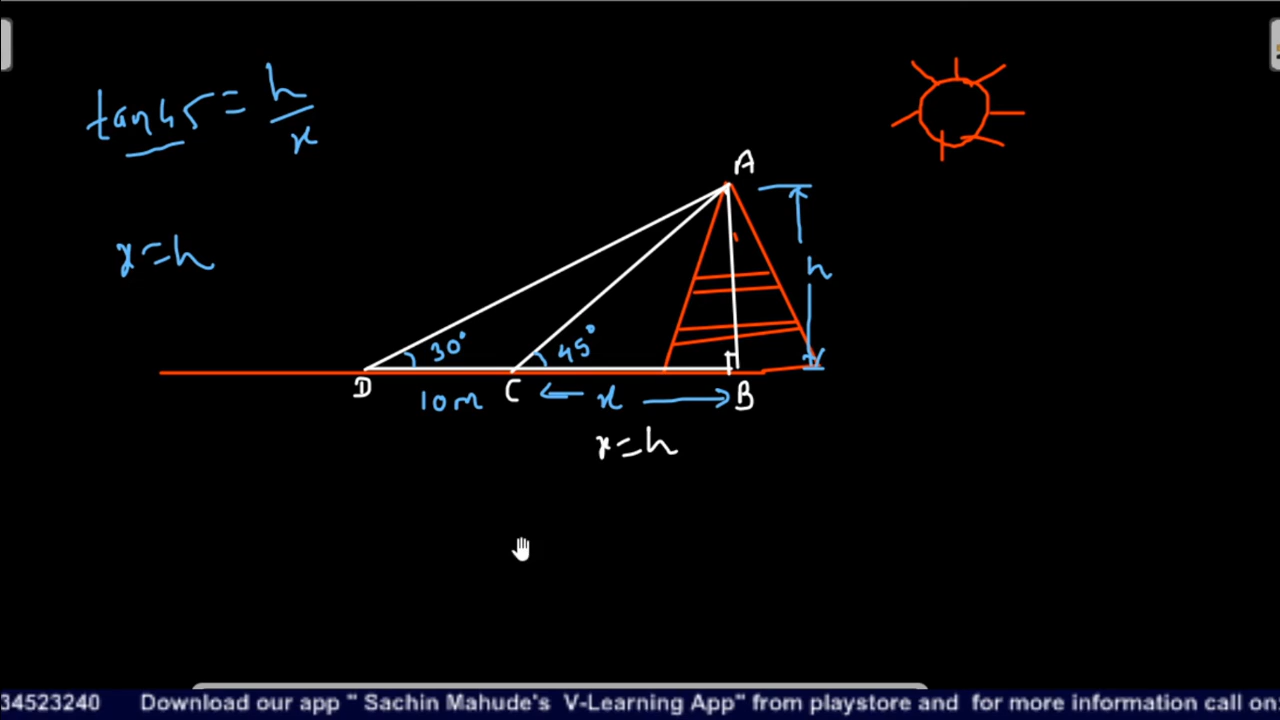 tan45 = h/x
x = h
A
h
30°
45°
D
10m
C
x
B
x = h
34523240 Download our app " Sachin Mahude's V-Learning App" from playstore and for more information call on